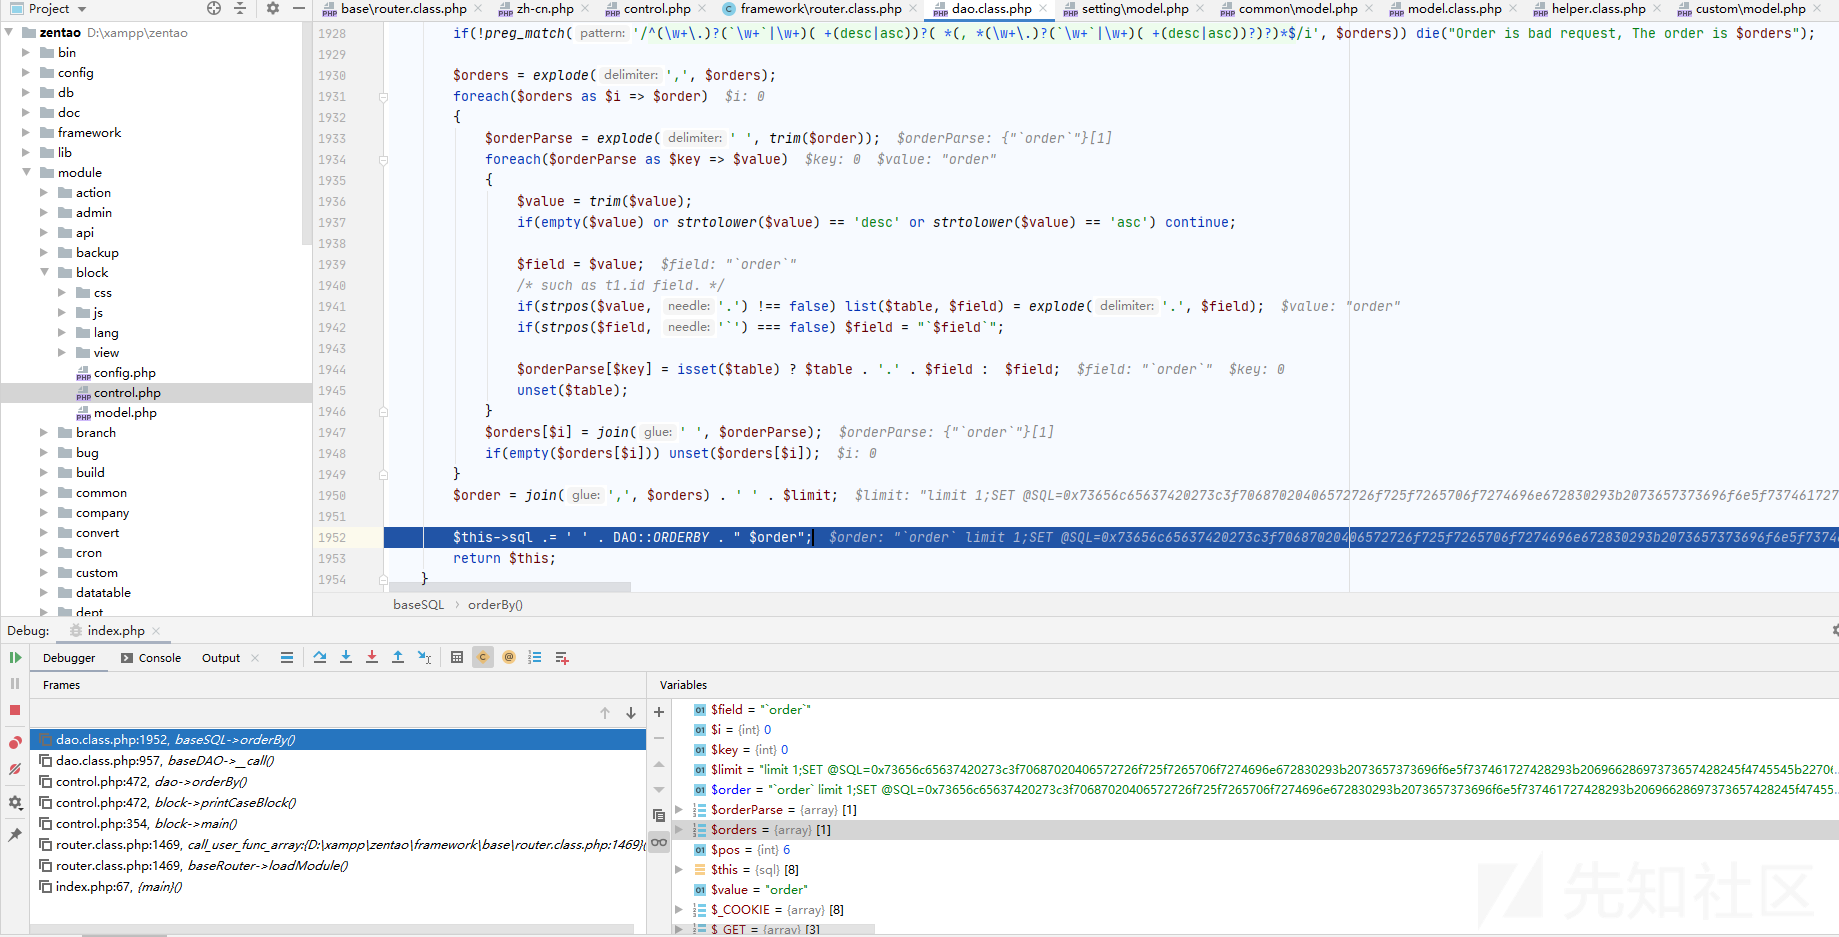 Project
base\router.class.php
zh-cn.php
control.php
framework\router.class.php
dao.class.php
setting\model.php
common\model.php
model.class.php
helper.class.php
custom\model.php
zentao D:\xampp\zentao
bin
config
db
doc
framework
lib
module
action
admin
api
backup
block
css
js
lang
view
config.php
control.php
model.php
branch
bug
build
common
company
convert
cron
custom
datatable
dept
1928 if(!preg_match( pattern: '/^(\w+\.)?(`\w+`|\w+)( +(desc|asc))?( *(, *(\w+\.)?(`\w+`|\w+)( +(desc|asc))?)?)*$/i', $orders)) die("Order is bad request, The order is $orders");
1929
1930 $orders = explode( delimiter: ',', $orders);
1931 foreach($orders as $i => $order) $i: 0
1932 {
1933 $orderParse = explode( delimiter: ' ', trim($order)); $orderParse: {"`order`"}[1]
1934 foreach($orderParse as $key => $value) $key: 0 $value: "order"
1935 {
1936 $value = trim($value);
1937 if(empty($value) or strtolower($value) == 'desc' or strtolower($value) == 'asc') continue;
1938
1939 $field = $value; $field: "`order`"
1940 /* such as t1.id field. */
1941 if(strpos($value, needle: '.') !== false) list($table, $field) = explode( delimiter: '.', $field); $value: "order"
1942 if(strpos($field, needle: '`') === false) $field = "`$field`";
1943
1944 $orderParse[$key] = isset($table) ? $table . '.' . $field : $field; $field: "`order`" $key: 0
1945 unset($table);
1946 }
1947 $orders[$i] = join( glue: ' ', $orderParse); $orderParse: {"`order`"}[1]
1948 if(empty($orders[$i])) unset($orders[$i]); $i: 0
1949 }
1950 $order = join( glue: ',', $orders) . ' ' . $limit; $limit: "limit 1;SET @SQL=0x73656c65637420273c3f70687020406572726f725f7265706f7274696e672830293b2073657373696f6e5f737461727
1951
1952 $this->sql .= ' ' . DAO::ORDERBY . " $order"; $order: "`order` limit 1;SET @SQL=0x73656c65637420273c3f70687020406572726f725f7265706f7274696e672830293b2073657373696f6e5f7374
1953 return $this;
1954 }
baseSQL › orderBy()
Debug: index.php
Debugger
Console
Output
Frames
dao.class.php:1952, baseSQL->orderBy()
dao.class.php:957, baseDAO->__call()
control.php:472, dao->orderBy()
control.php:472, block->printCaseBlock()
control.php:354, block->main()
router.class.php:1469, call_user_func_array:{D:\xampp\zentao\framework\base\router.class.php:1469}(
router.class.php:1469, baseRouter->loadModule()
index.php:67, {main}()
Variables
$field = "`order`"
$i = {int} 0
$key = {int} 0
$limit = "limit 1;SET @SQL=0x73656c65637420273c3f70687020406572726f725f7265706f7274696e672830293b2073657373696f6e5f737461727428293b20696628697373657428245f4745545b22706...
$order = "`order` limit 1;SET @SQL=0x73656c65637420273c3f70687020406572726f725f7265706f7274696e672830293b2073657373696f6e5f737461727428293b20696628697373657428245f47455...
$orderParse = {array} [1]
$orders = {array} [1]
$pos = {int} 6
$this = {sql} [8]
$value = "order"
$_COOKIE = {array} [8]
$_GET = {array} [3]
先知社区